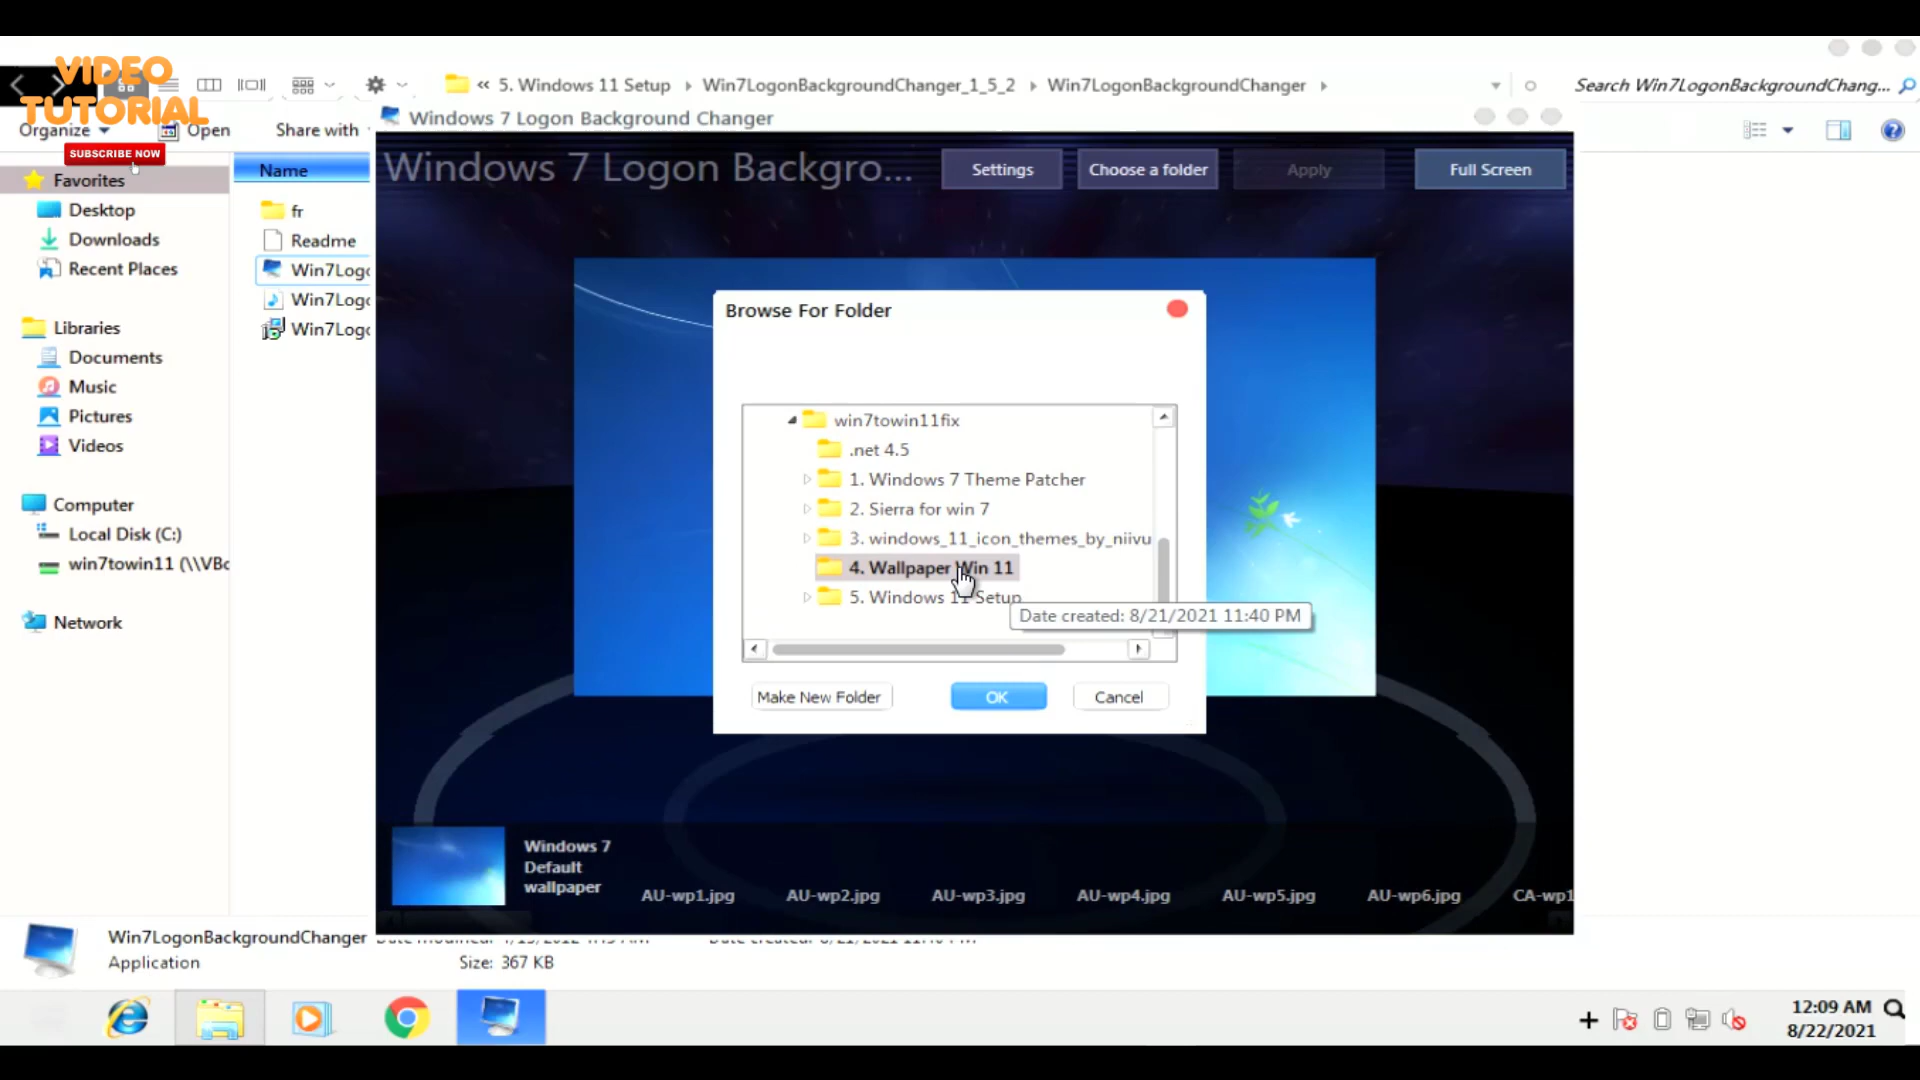 VIDEO
TUTORIAL
SUBSCRIBE NOW
« 5. Windows 11 Setup
Win7LogonBackgroundChanger_1_5_2
Win7LogonBackgroundChanger
Search Win7LogonBackgroundChang...
Organize
Open
Share with
Windows 7 Logon Background Changer
Windows 7 Logon Backgro...
Settings
Choose a folder
Apply
Full Screen
Favorites
Desktop
Downloads
Recent Places
Libraries
Documents
Music
Pictures
Videos
Computer
Local Disk (C:)
win7towin11 (\\VBo
Network
Name
fr
Readme
Win7Logo
Win7Logo
Win7Logo
Browse For Folder
win7towin11fix
.net 4.5
1. Windows 7 Theme Patcher
2. Sierra for win 7
3. windows_11_icon_themes_by_niivu
4. Wallpaper Win 11
5. Windows 11 Setup
Date created: 8/21/2021 11:40 PM
Make New Folder
OK
Cancel
Windows 7
Default
wallpaper
AU-wp1.jpg
AU-wp2.jpg
AU-wp3.jpg
AU-wp4.jpg
AU-wp5.jpg
AU-wp6.jpg
CA-wp1
Win7LogonBackgroundChanger
Application
Size: 367 KB
12:09 AM
8/22/2021